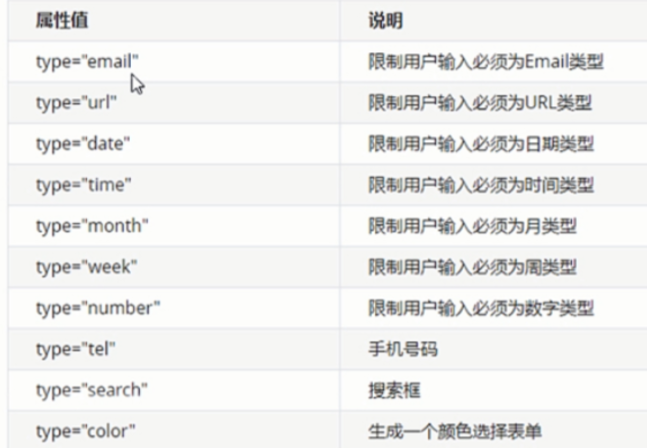 属性值 说明
type="email" 限制用户输入必须为Email类型
type="url" 限制用户输入必须为URL类型
type="date" 限制用户输入必须为日期类型
type="time" 限制用户输入必须为时间类型
type="month" 限制用户输入必须为月类型
type="week" 限制用户输入必须为周类型
type="number" 限制用户输入必须为数字类型
type="tel" 手机号码
type="search" 搜索框
type="color" 生成一个颜色选择表单